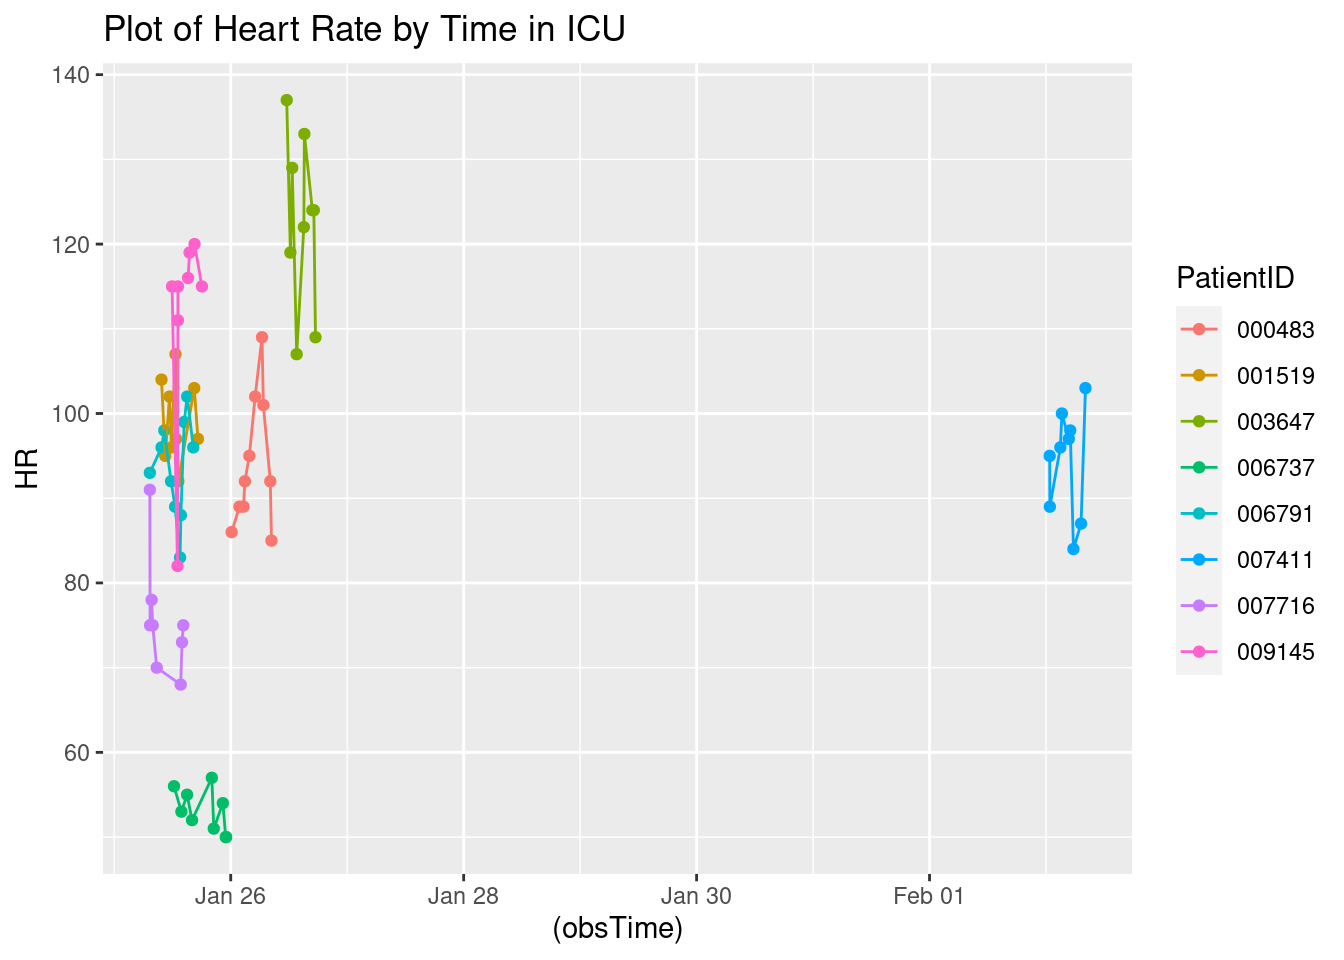 Plot of Heart Rate by Time in ICU
140
120
100
80
60
HR
Jan 26
Jan 28
Jan 30
Feb 01
(obsTime)
PatientID
000483
001519
003647
006737
006791
007411
007716
009145